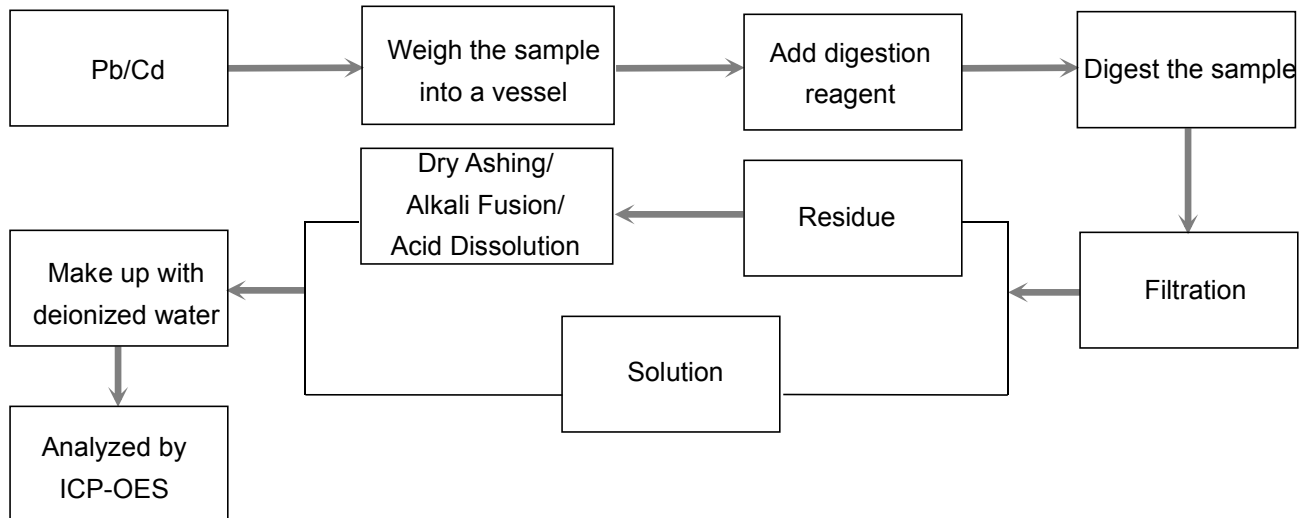 Pb/Cd
Weigh the sample
into a vessel
Add digestion
reagent
Digest the sample
Filtration
Residue
Dry Ashing/
Alkali Fusion/
Acid Dissolution
Solution
Make up with
deionized water
Analyzed by
ICP-OES